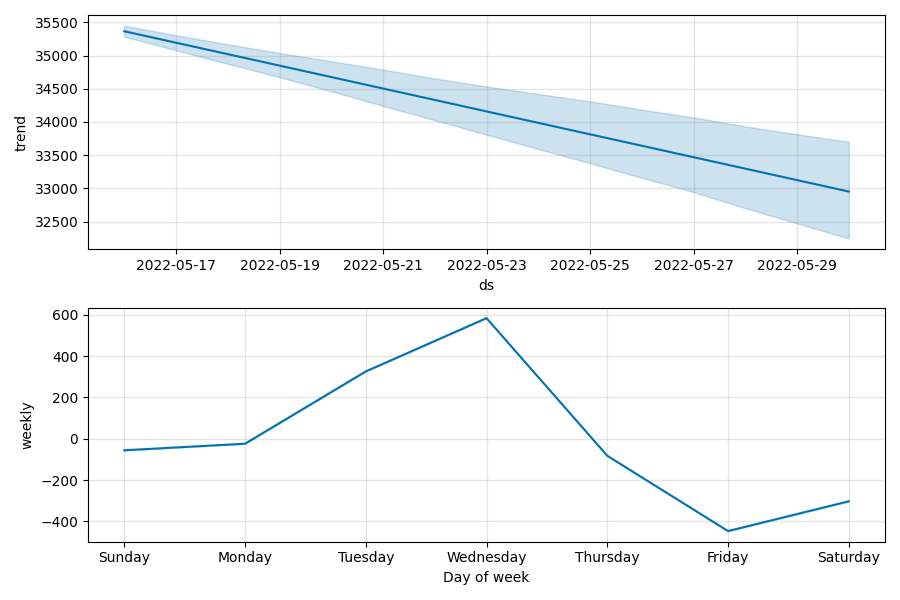 35500
35000
34500
34000
33500
33000
32500
trend
2022-05-17 2022-05-19 2022-05-21 2022-05-23 2022-05-25 2022-05-27 2022-05-29
ds
600
400
200
0
−200
−400
weekly
Sunday Monday Tuesday Wednesday Thursday Friday Saturday
Day of week